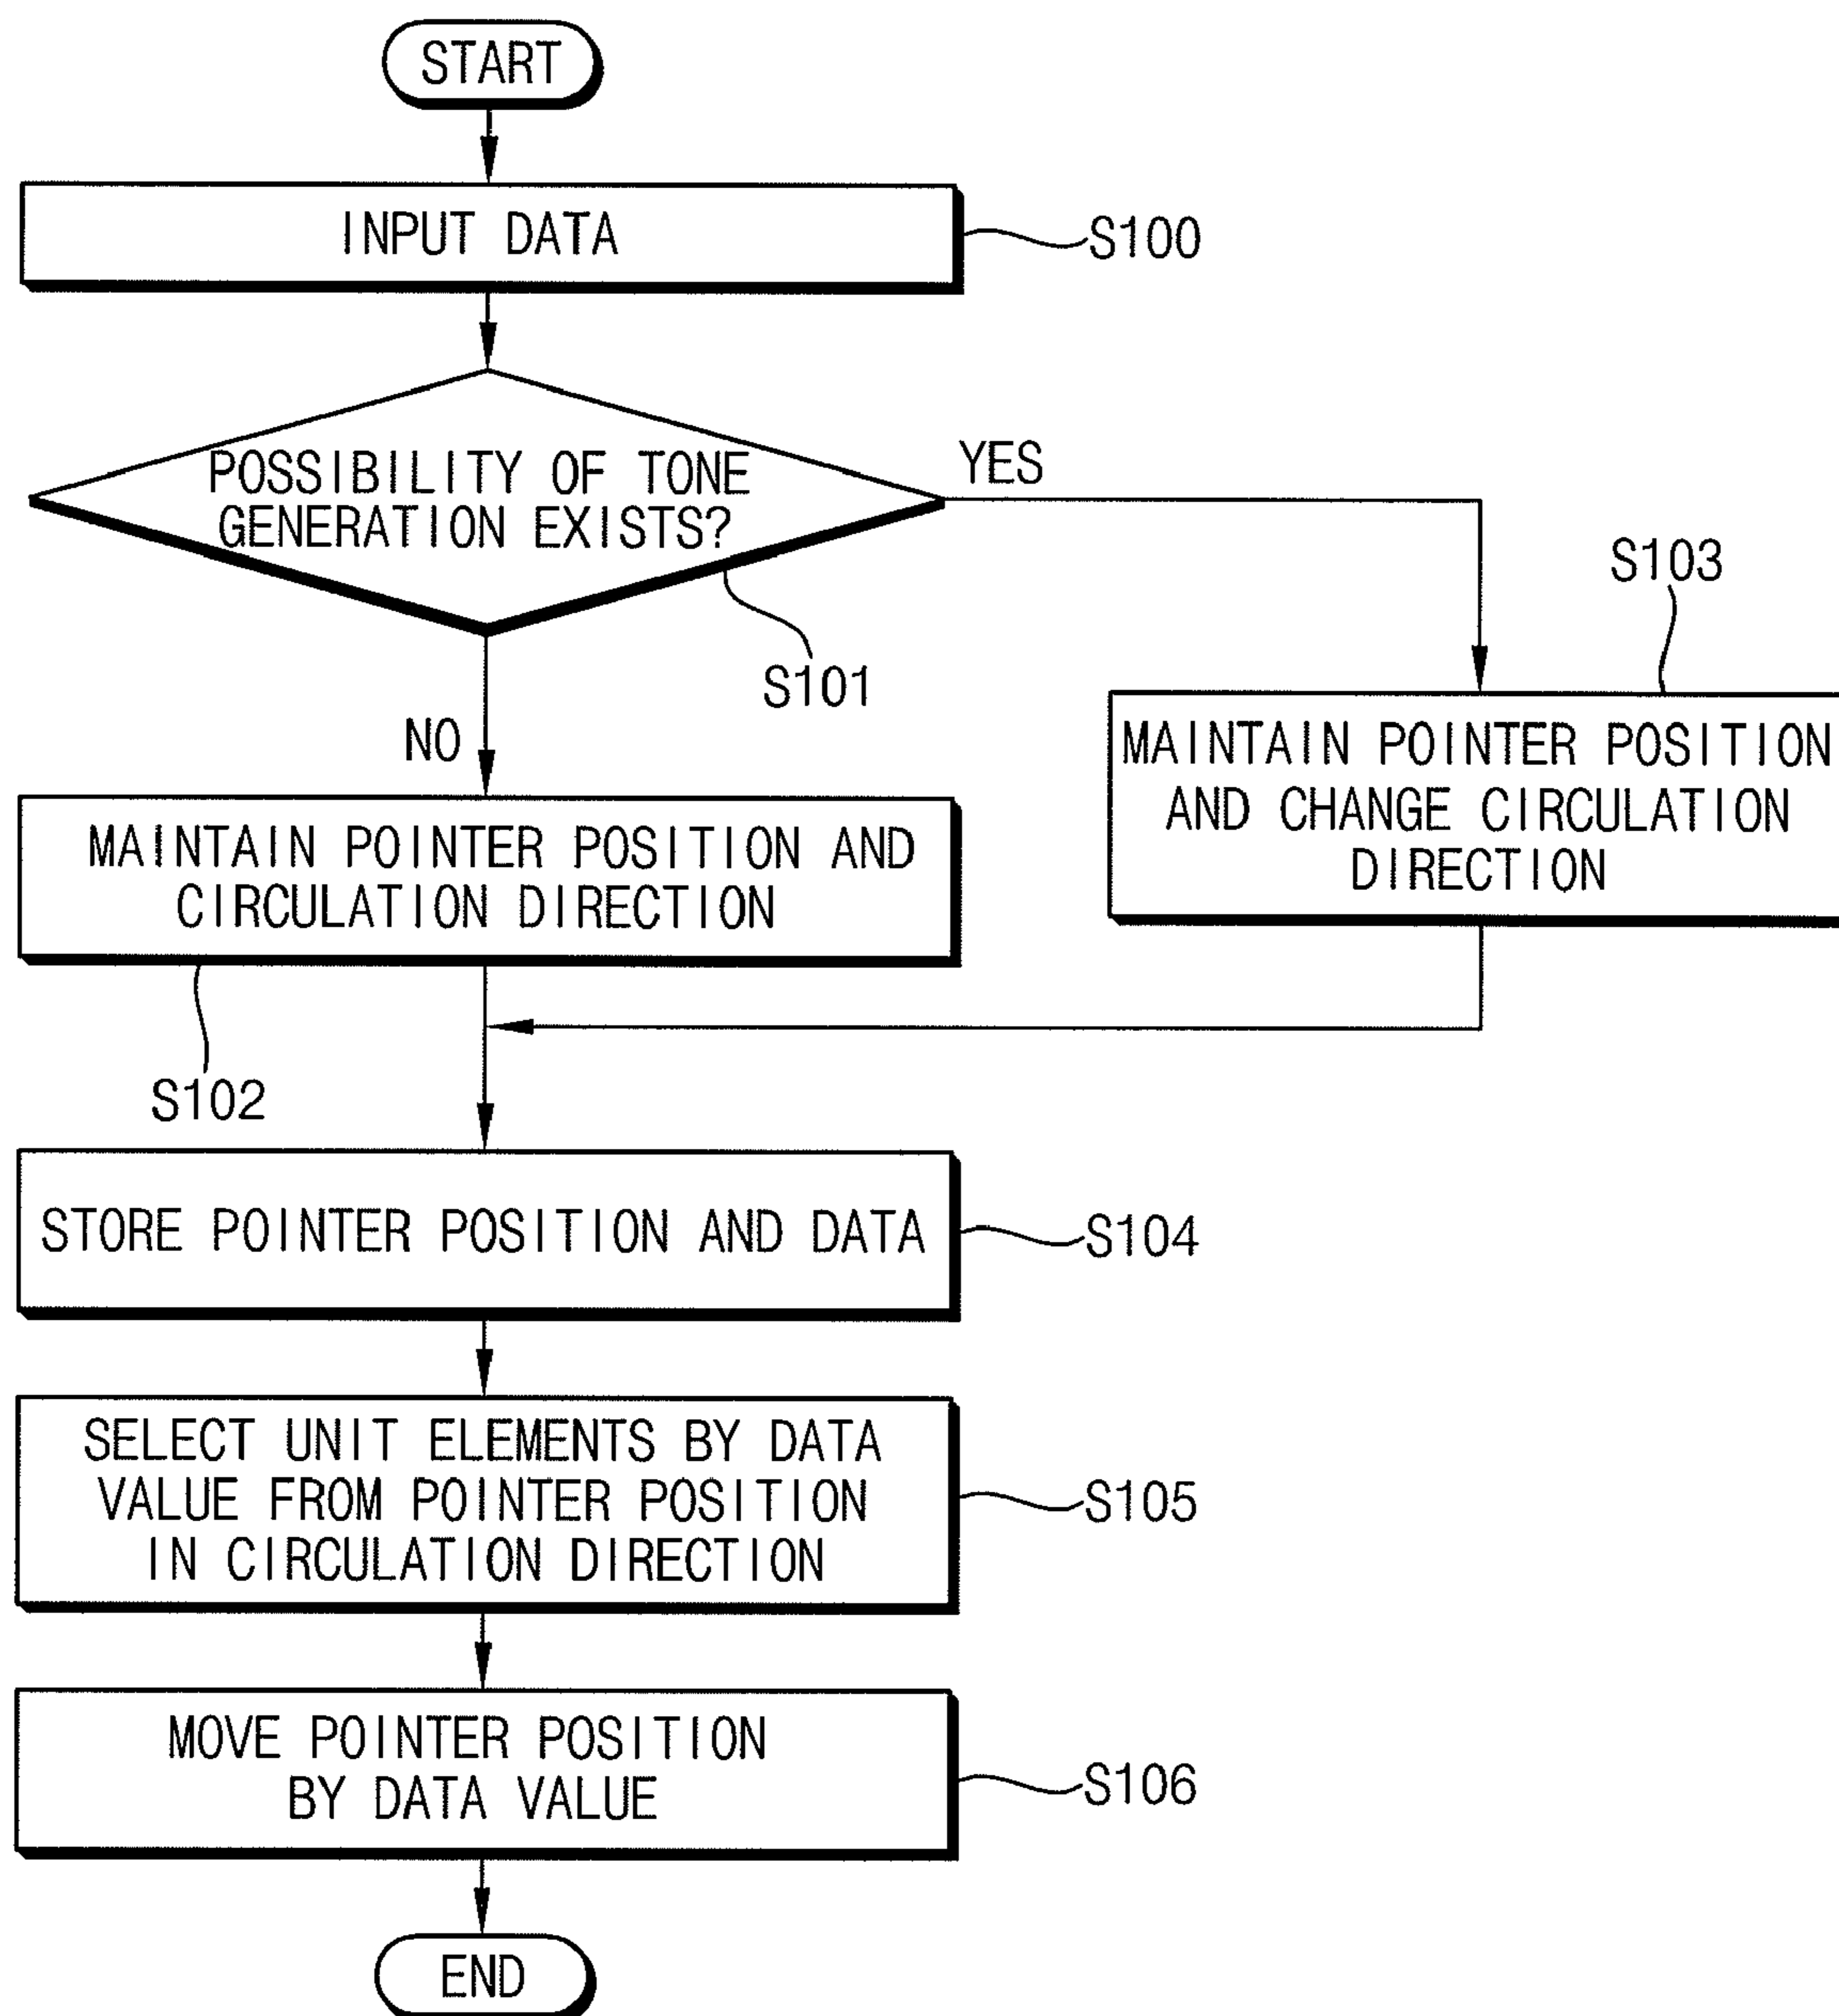 START
INPUT DATA
S100
POSSIBILITY OF TONE
GENERATION EXISTS?
YES
S101
NO
S103
MAINTAIN POINTER POSITION
AND CHANGE CIRCULATION
DIRECTION
MAINTAIN POINTER POSITION AND
CIRCULATION DIRECTION
S102
STORE POINTER POSITION AND DATA
S104
SELECT UNIT ELEMENTS BY DATA
VALUE FROM POINTER POSITION
IN CIRCULATION DIRECTION
S105
MOVE POINTER POSITION
BY DATA VALUE
S106
END